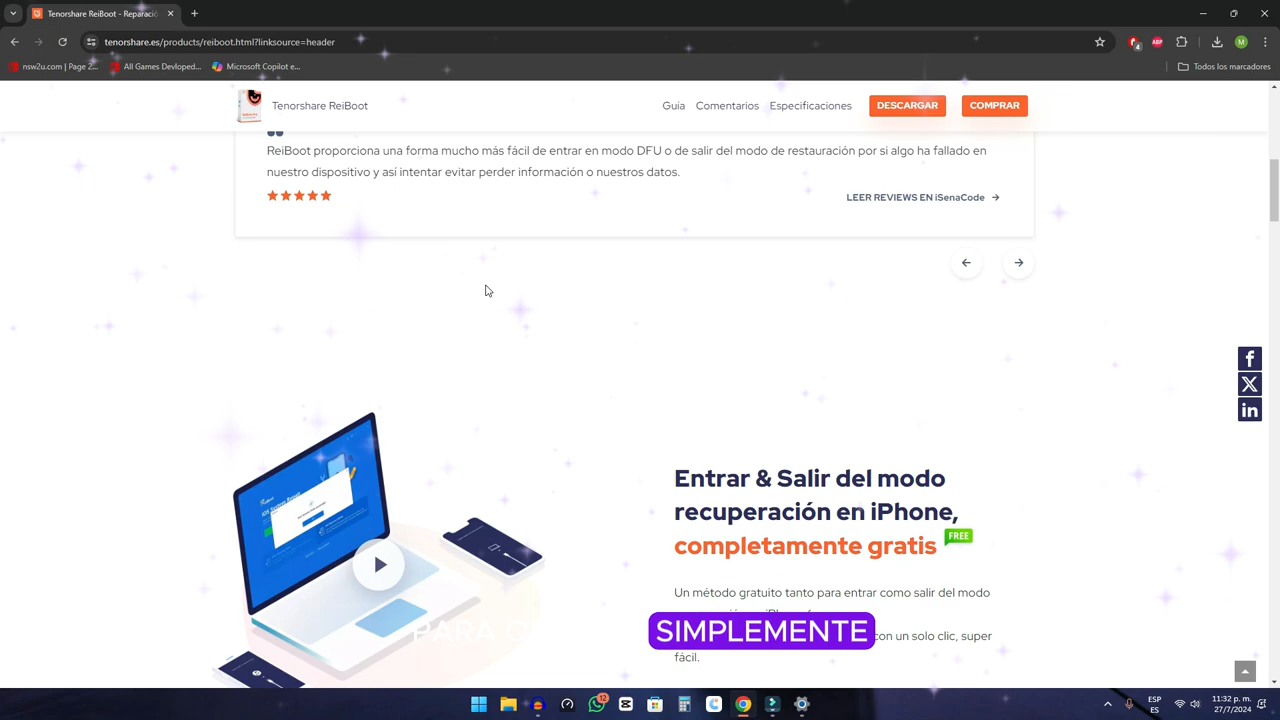 Tenorshare ReiBoot - Repació
tenorshare.es/products/reiboot.html?linksource=header
nsw2u.com | Page 2...
All Games Devloped...
Microsoft Copilot e...
Todos los marcadores
Tenorshare ReiBoot
Guía
Comentarios
Especificaciones
DESCARGAR
COMPRAR
ReiBoot proporciona una forma mucho más fácil de entrar en modo DFU o de salir del modo de restauración por si algo ha fallado en
nuestro dispositivo y así intentar evitar perder información o nuestros datos.
LEER REVIEWS EN iSenaCode
Entrar & Salir del modo
recuperación en iPhone,
completamente gratis
FREE
Un método gratuito tanto para entrar como salir del modo
PARA
SIMPLEMENTE
con un solo clic, super
fácil.
ESP
ES
11:32 p. m.
27/7/2024